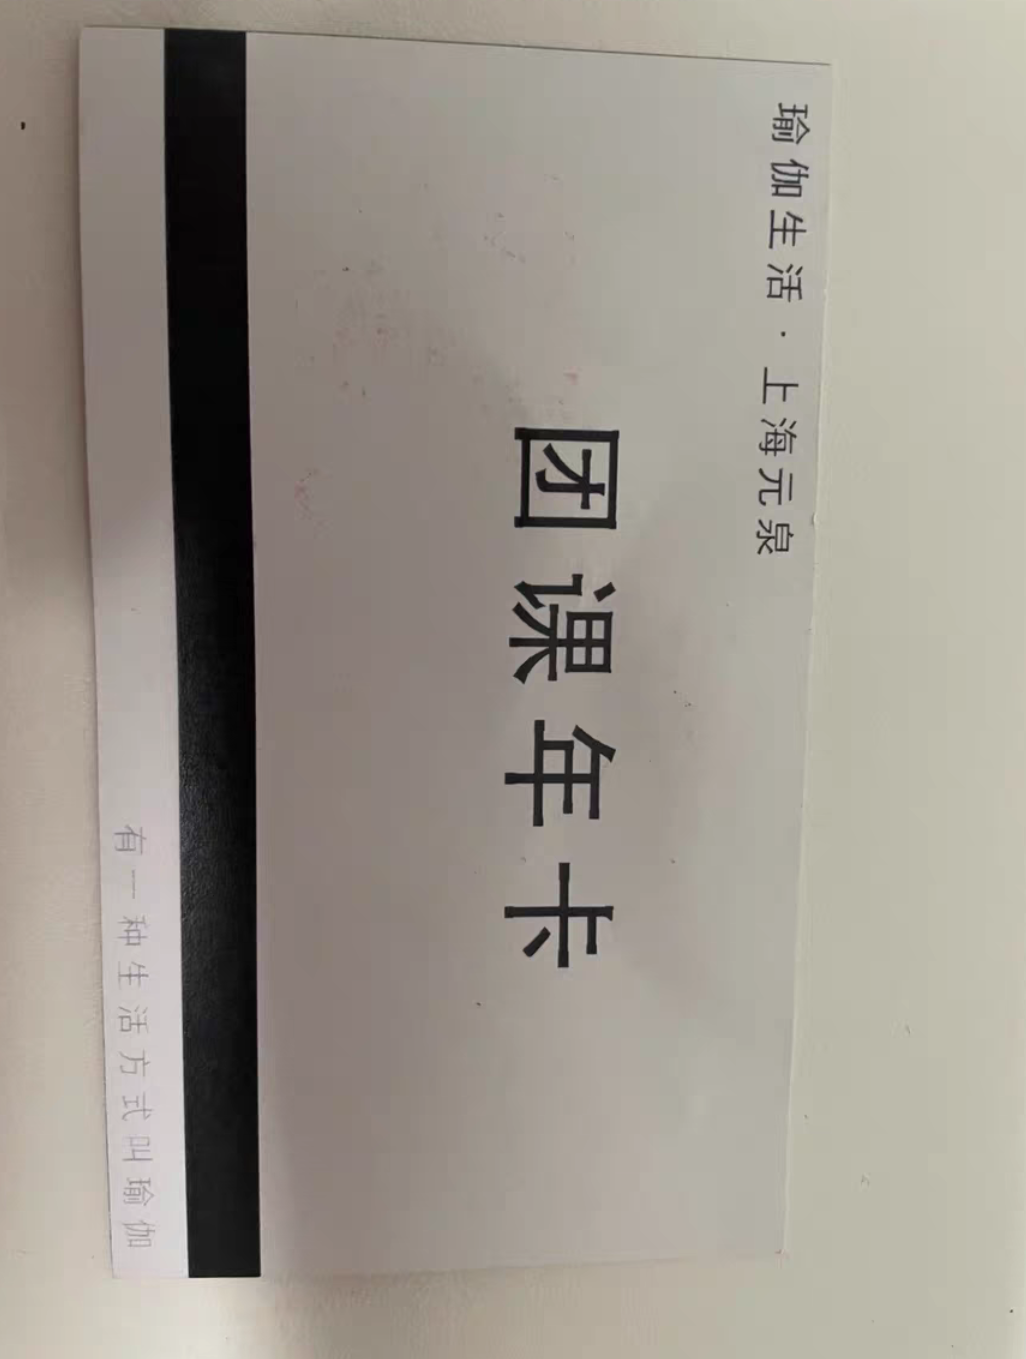 瑜伽生活·上海元泉
团课年卡
有一种生活方式叫瑜伽